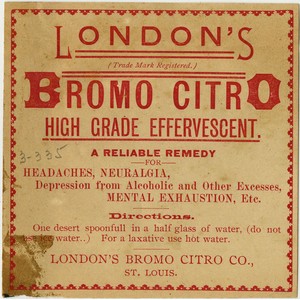 LONDON'S
(Trade Mark Registered.)
BROMO CITRO
HIGH GRADE EFFERVESCENT.
3-335
A RELIABLE REMEDY
—FOR—
HEADACHES, NEURALGIA,
Depression from Alcoholic and Other Excesses,
MENTAL EXHAUSTION, Etc.
Directions.
One desert spoonfull in a half glass of water, (do not
use ice water..) For a laxative use hot water.
LONDON'S BROMO CITRO CO.,
ST. LOUIS.